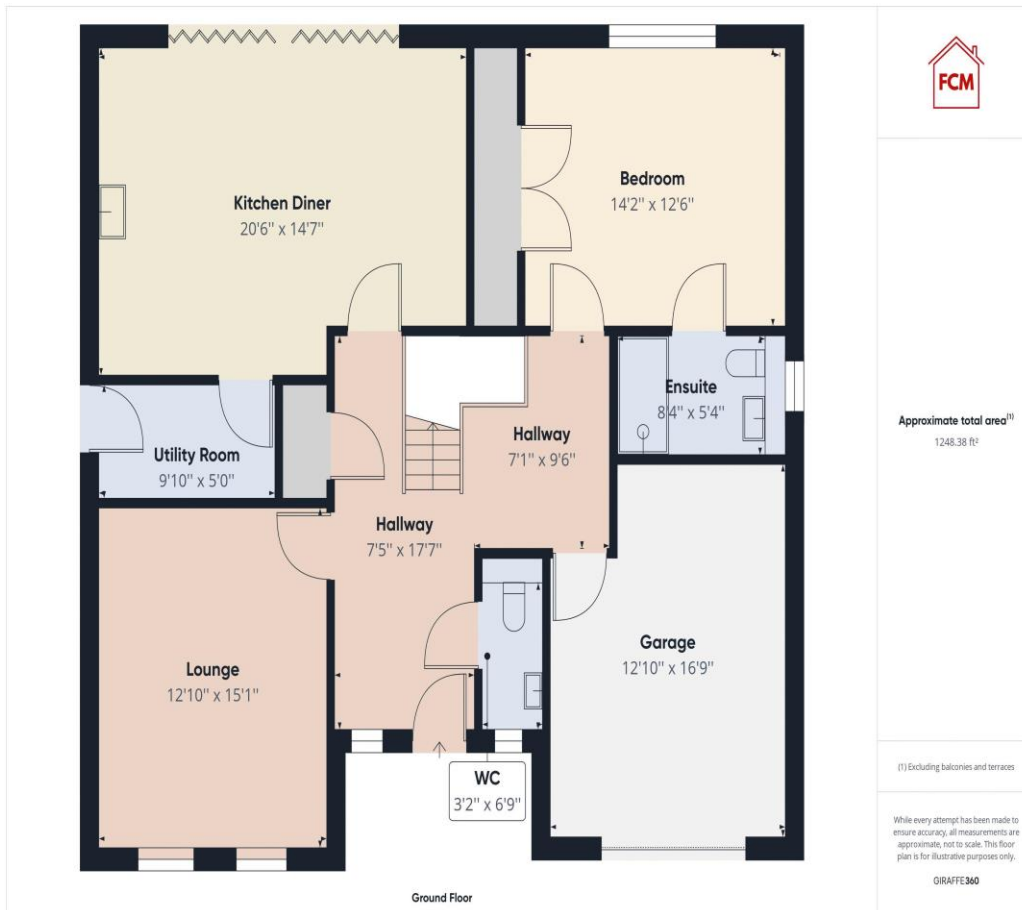 FCM
Kitchen Diner
20'6" x 14'7"
Bedroom
14'2" x 12'6"
Ensuite
8'4" x 5'4"
Utility Room
9'10" x 5'0"
Hallway
7'1" x 9'6"
Hallway
7'5" x 17'7"
Lounge
12'10" x 15'1"
Garage
12'10" x 16'9"
WC
3'2" x 6'9"
Ground Floor
Approximate total area(1)
1248.38 ft²
(1) Excluding balconies and terraces
While every attempt has been made to
ensure accuracy, all measurements are
approximate, not to scale. This floor
plan is for illustrative purposes only.
GIRAFFE360